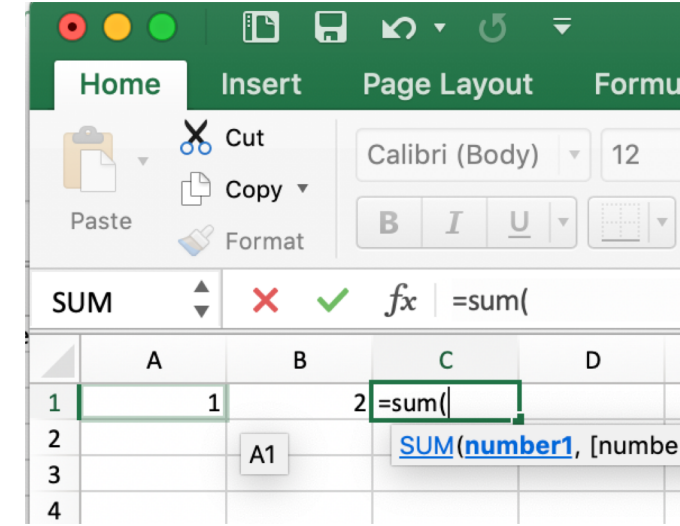 Home Insert Page Layout Formu
Cut
Copy
Paste
Format
Calibri (Body) 12
B I U
SUM fx =sum(
A B C D
1 1 2 =sum(
2
SUM(number1, [numbe
A1
3
4